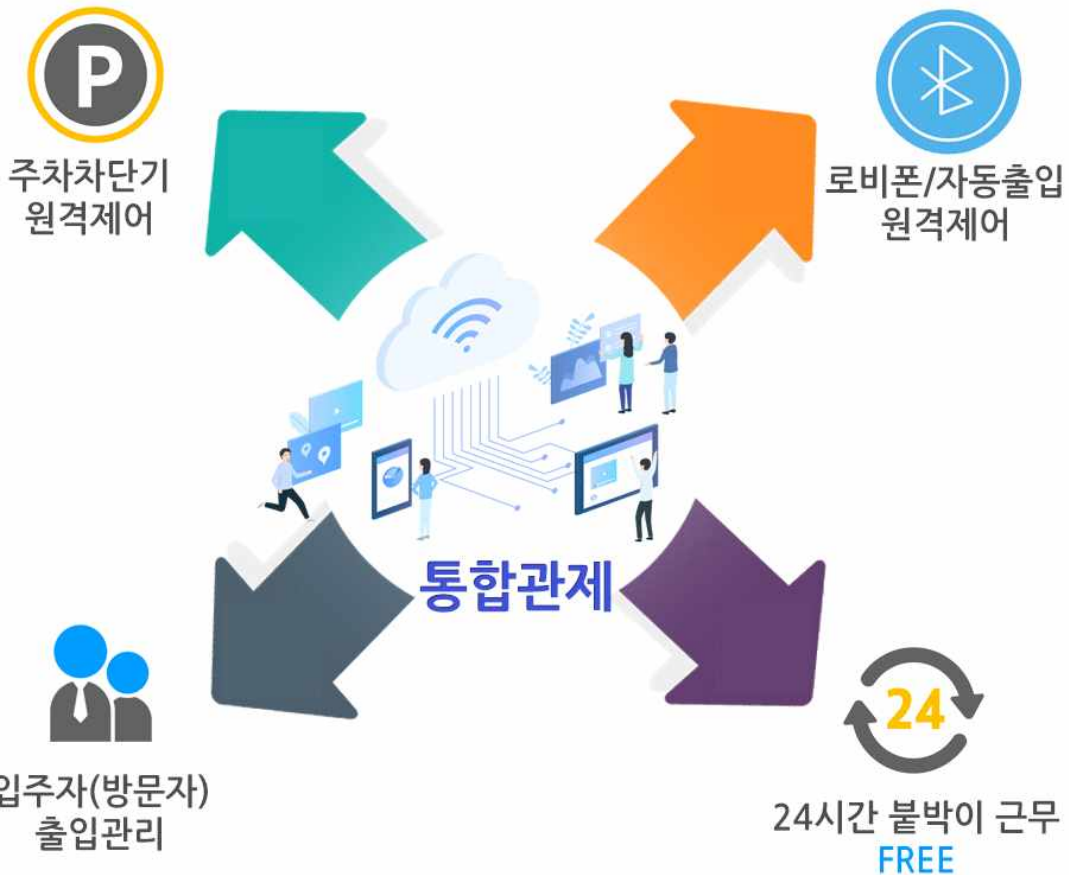 P
주차차단기
원격제어
로비폰/자동출입
원격제어
통합관제
입주자(방문자)
출입관리
24
24시간 붙박이 근무
FREE